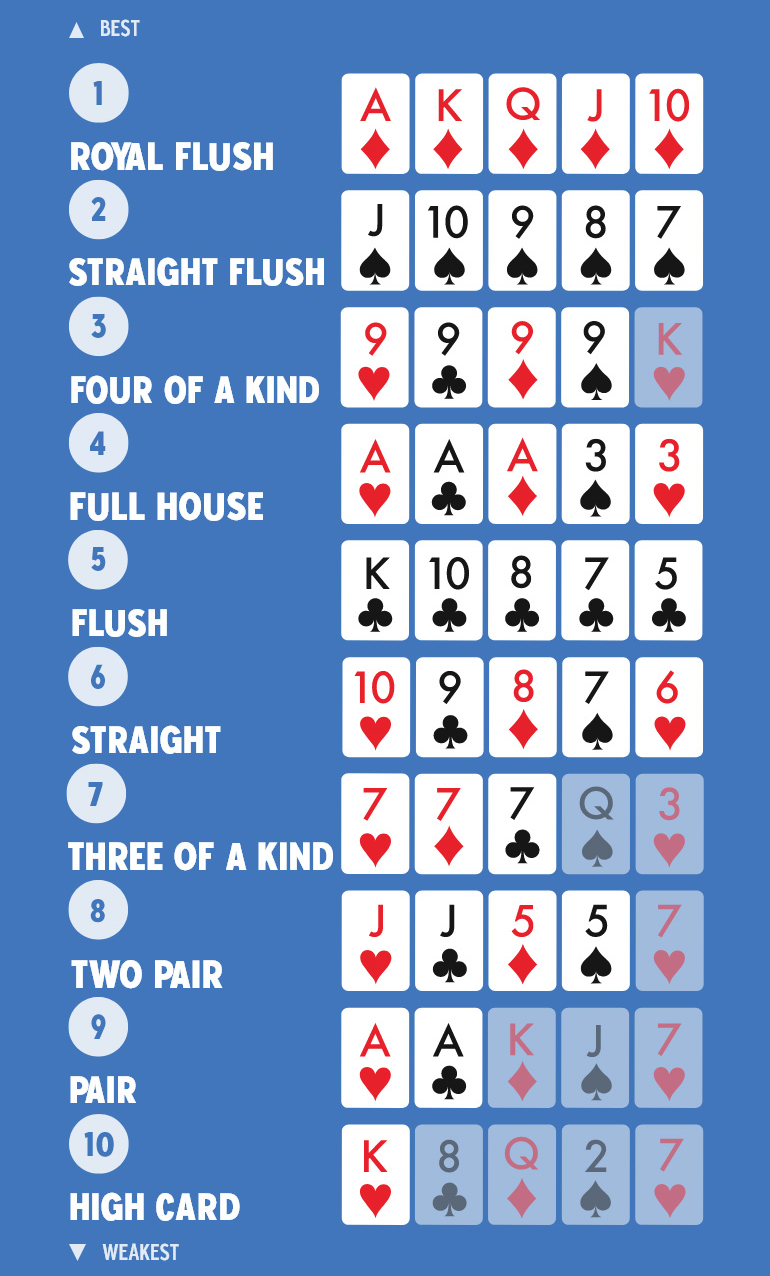 ▲ BEST
1
A K Q J 10
ROYAL FLUSH
2
J 10 9 8 7
STRAIGHT FLUSH
3
9 9 9 9 K
FOUR OF A KIND
4
A A A 3 3
FULL HOUSE
5
K 10 8 7 5
FLUSH
6
10 9 8 7 6
STRAIGHT
7
7 7 7 Q 3
THREE OF A KIND
8
J J 5 5 7
TWO PAIR
9
A A K J 7
PAIR
10
K 8 Q 2 7
HIGH CARD
▼ WEAKEST